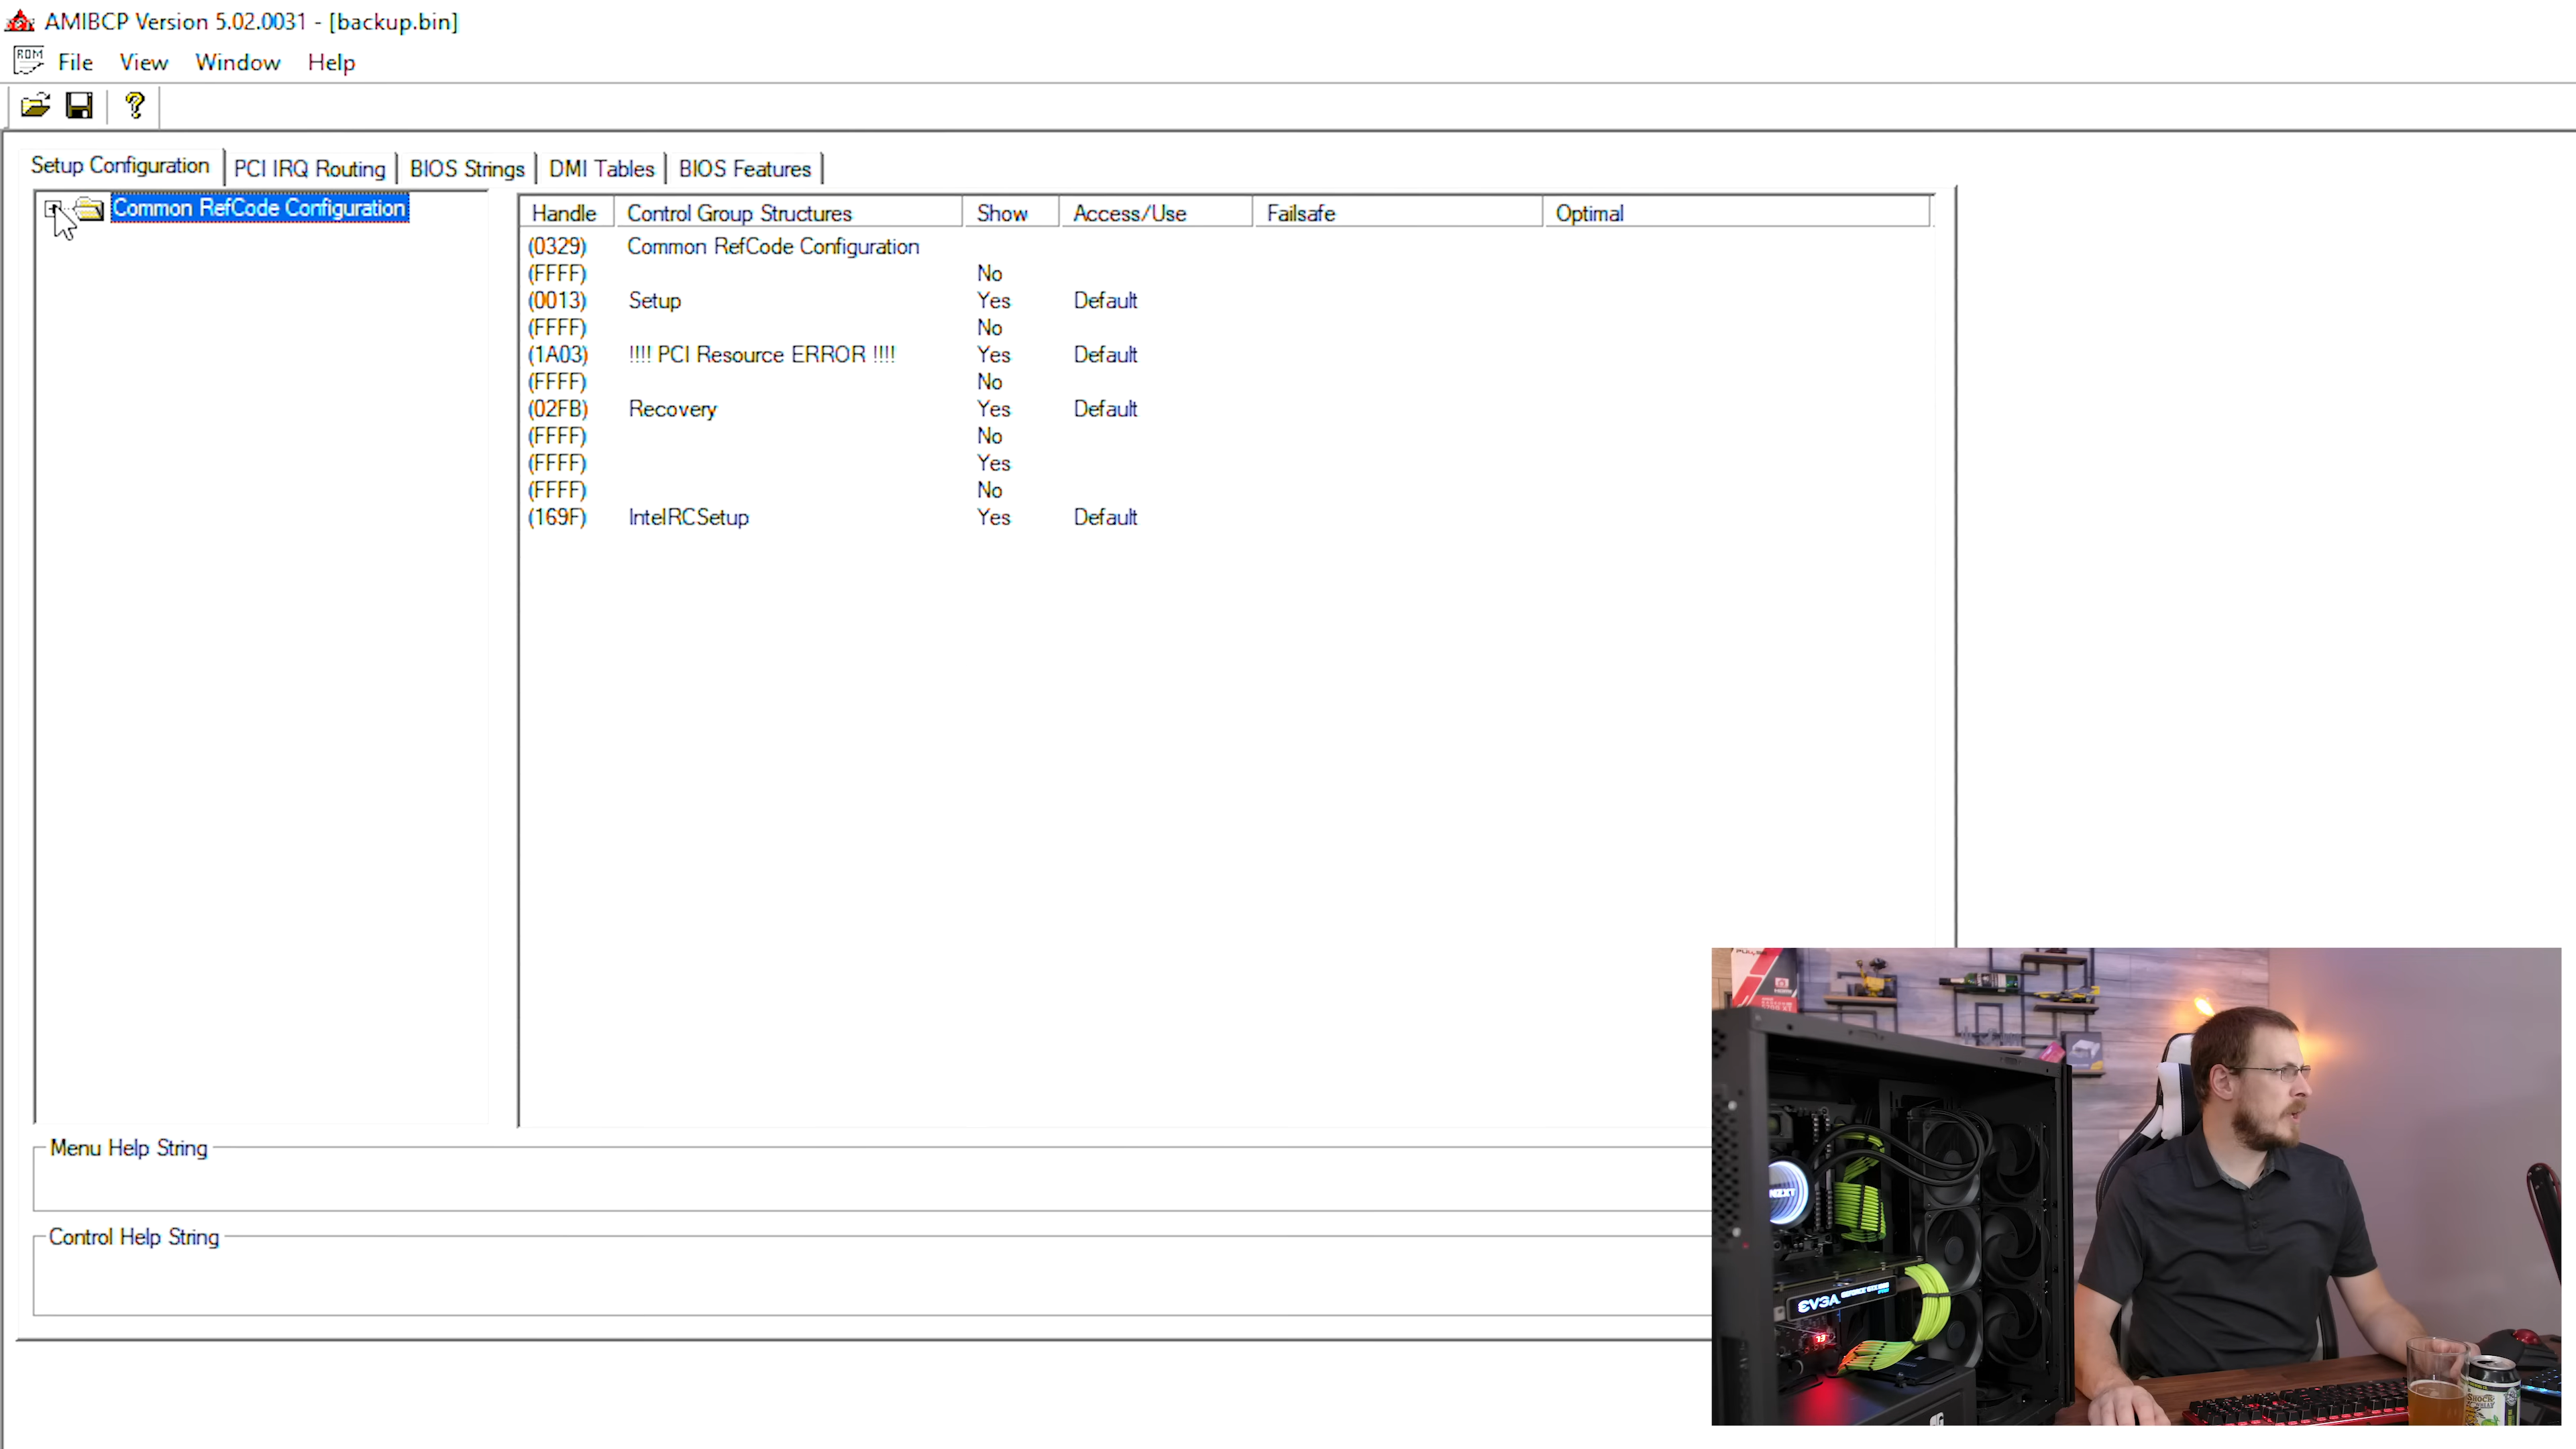 AMIBCP Version 5.02.0031 - [backup.bin]
ROM File View Window Help
Setup Configuration PCI IRQ Routing BIOS Strings DMI Tables BIOS Features
Common RefCode Configuration
Handle Control Group Structures Show Access/Use Failsafe Optimal
(0329) Common RefCode Configuration
(FFFF) No
(0013) Setup Yes Default
(FFFF) No
(1A03) !!!! PCI Resource ERROR !!!! Yes Default
(FFFF) No
(02FB) Recovery Yes Default
(FFFF) No
(FFFF) Yes
(FFFF) No
(169F) IntelRCSetup Yes Default
Menu Help String
Control Help String
NZXT
EVGA